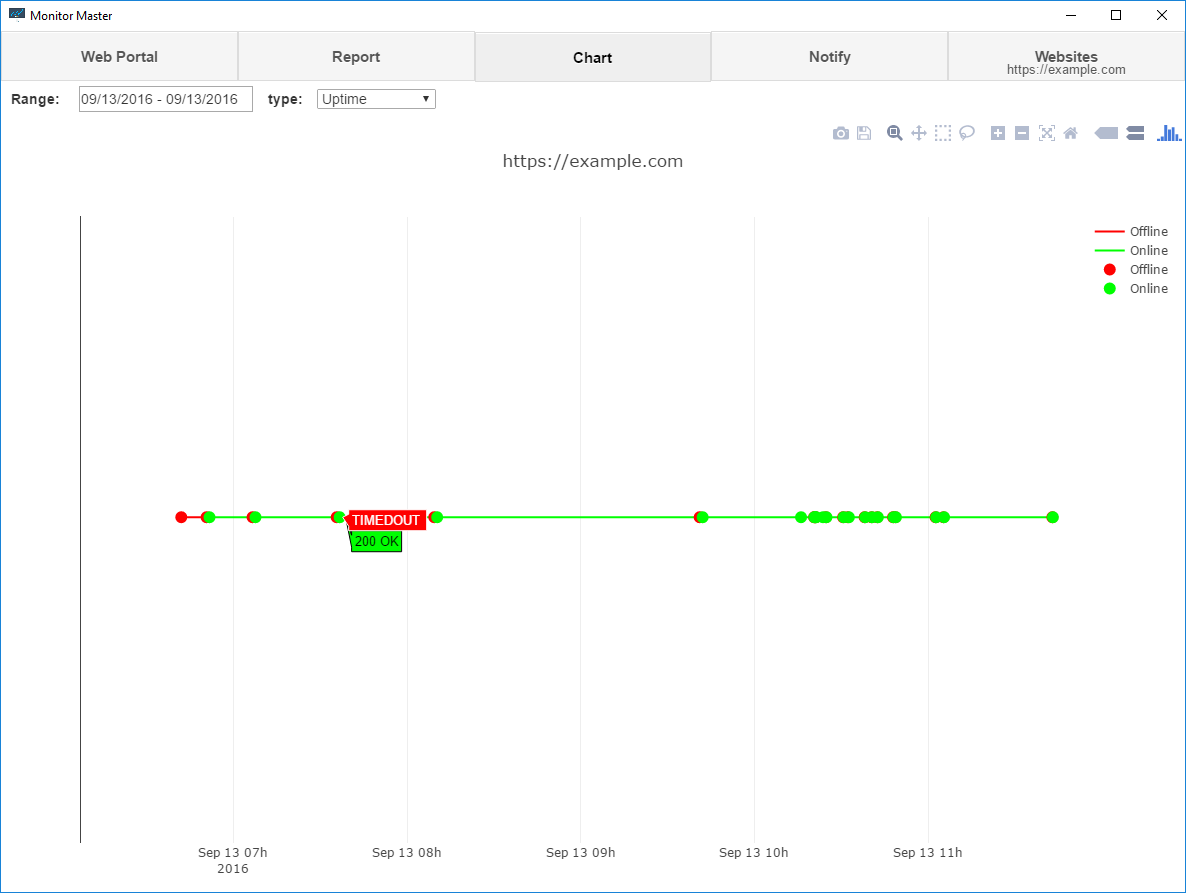 Monitor Master
Web Portal
Report
Chart
Notify
Websites
https://example.com
Range: 09/13/2016 - 09/13/2016 type: Uptime
https://example.com
Offline
Online
Offline
Online
TIMEDOUT
200 OK
Sep 13 07h
2016
Sep 13 08h
Sep 13 09h
Sep 13 10h
Sep 13 11h